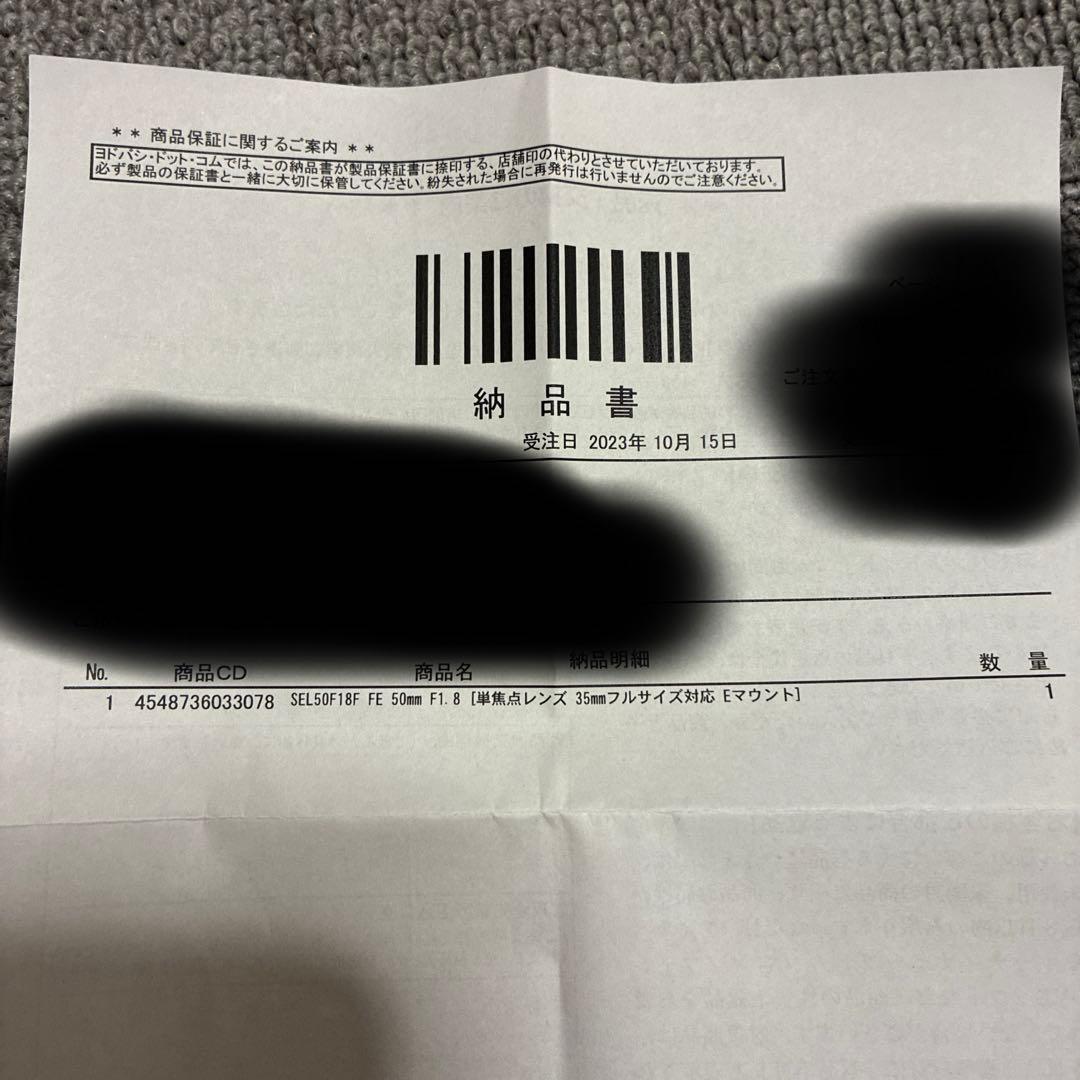 ** 商品保証に関するご案内 **
ヨドバシ・ドット・コムでは、この納品書が製品保証書に捺印する、店舗印の代わりとさせていただいております。
必ず製品の保証書と一緒に大切に保管してください。紛失された場合に再発行は行いませんのでご注意ください。
ペー
ご注文
納品書
受注日 2023年 10月 15日
納品明細
No. 商品CD 商品名 数量
1 4548736033078 SEL50F18F FE 50mm F1.8 [単焦点レンズ 35mmフルサイズ対応 Eマウント] 1